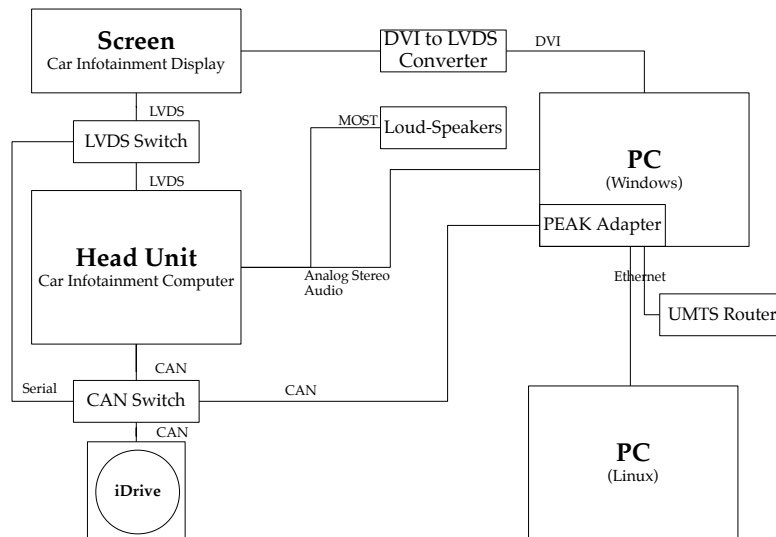 Screen
Car Infotainment Display
DVI to LVDS
Converter
DVI
LVDS
LVDS Switch
MOST
Loud-Speakers
PC
(Windows)
LVDS
PEAK Adapter
Head Unit
Car Infotainment Computer
Analog Stereo
Audio
Ethernet
UMTS Router
CAN
Serial
CAN Switch
CAN
CAN
iDrive
PC
(Linux)